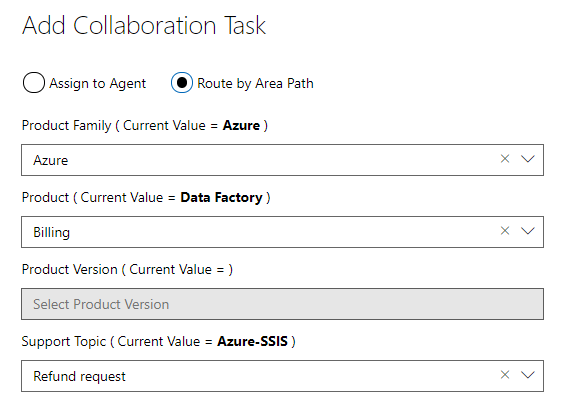 Add Collaboration Task
Assign to Agent Route by Area Path
Product Family ( Current Value = Azure )
Azure
Product ( Current Value = Data Factory )
Billing
Product Version ( Current Value = )
Select Product Version
Support Topic ( Current Value = Azure-SSIS )
Refund request